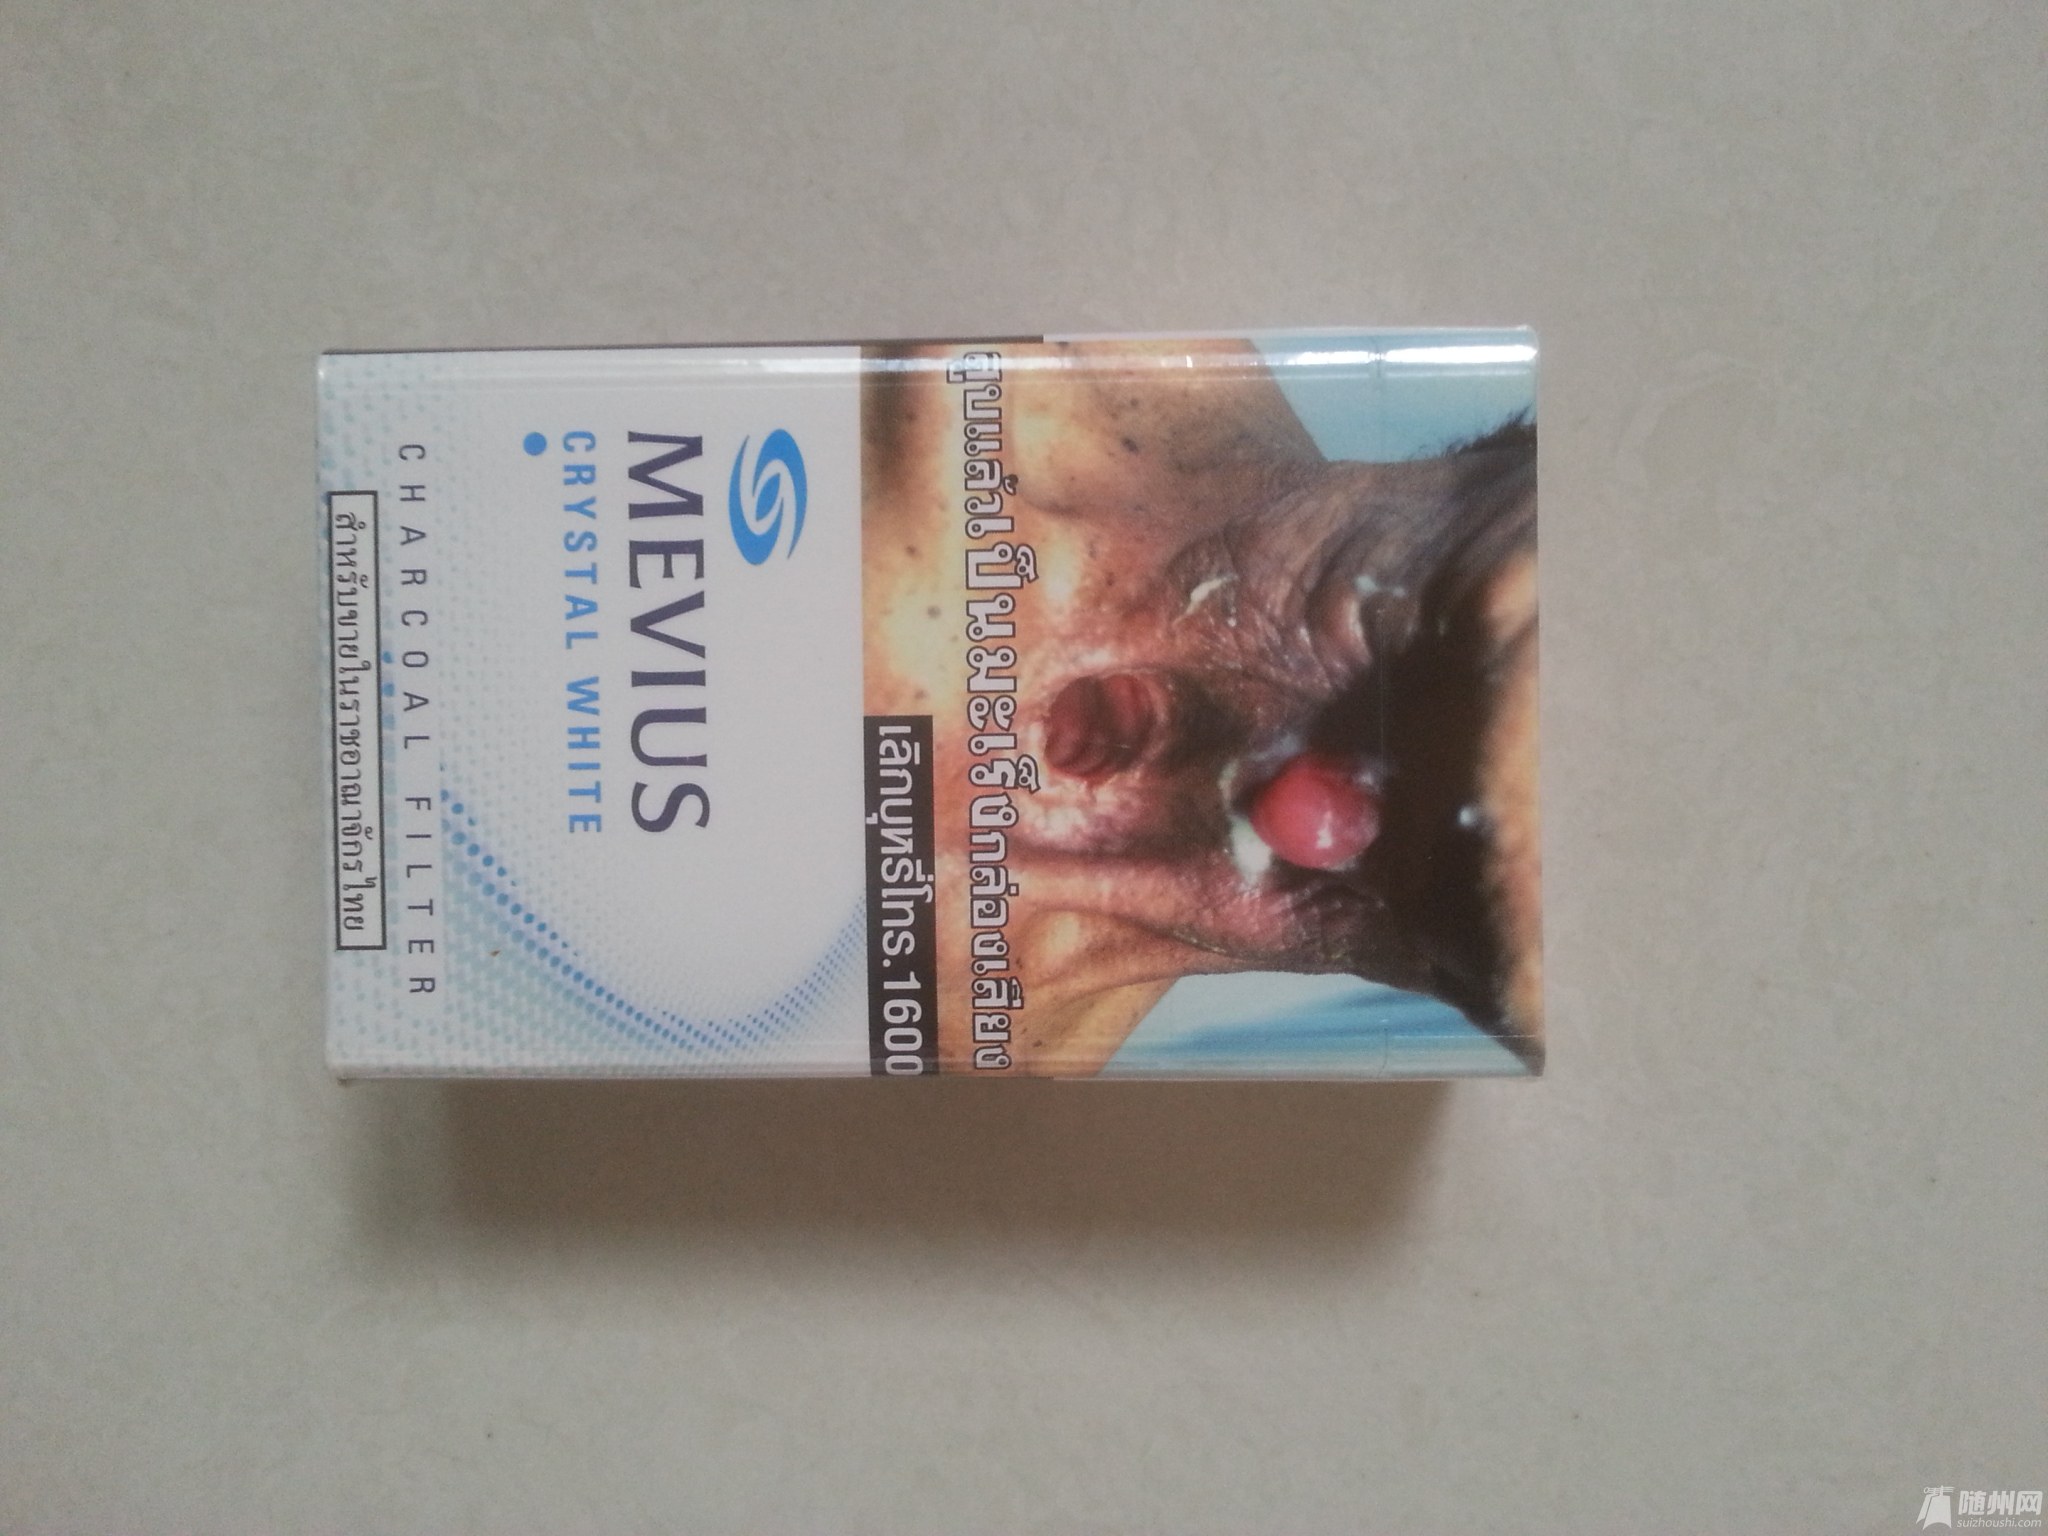 สูบแล้วเป็นมะเร็งกล่องเสียง
เลิกบุหรี่โทร.1600
MEVIUS
CRYSTAL WHITE
CHARCOAL FILTER
สำหรับขายในราชอาณาจักรไทย
随州网
suizhoushi.com